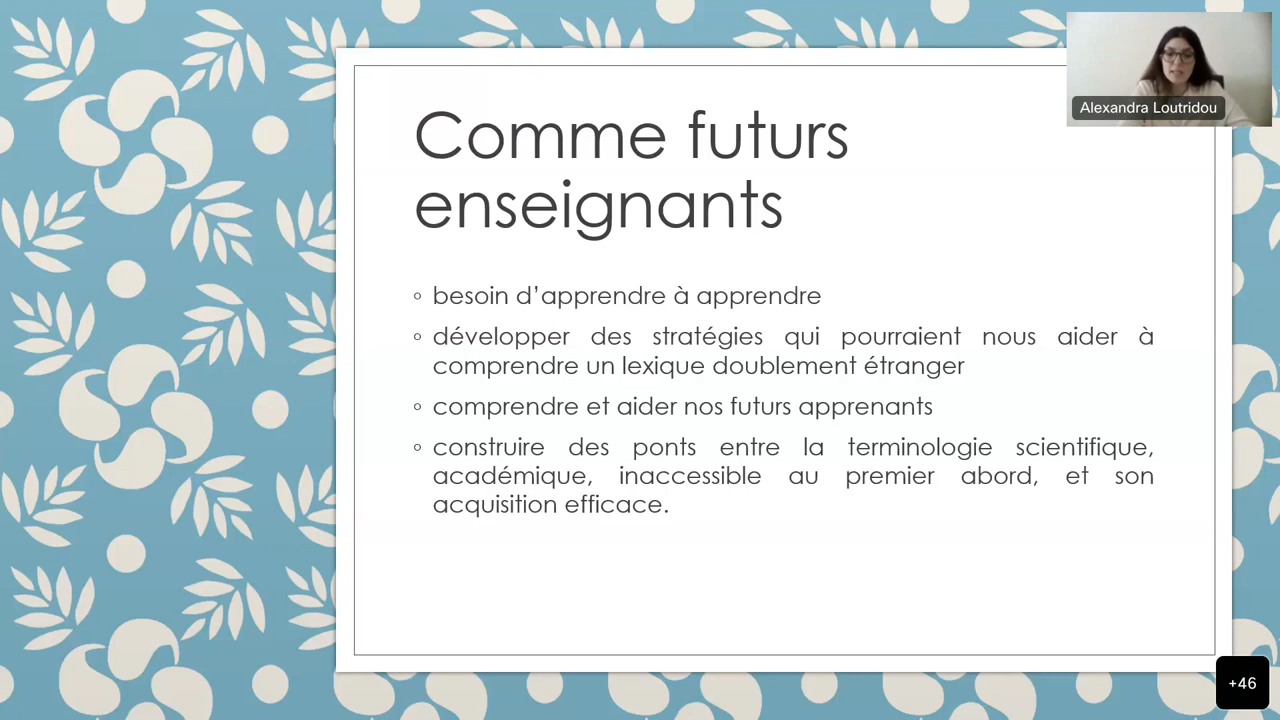 Alexandra Loutridou
Comme futurs
enseignants
◦ besoin d’apprendre à apprendre
◦ développer des stratégies qui pourraient nous aider à
comprendre un lexique doublement étranger
◦ comprendre et aider nos futurs apprenants
◦ construire des ponts entre la terminologie scientifique,
académique, inaccessible au premier abord, et son
acquisition efficace.
+46